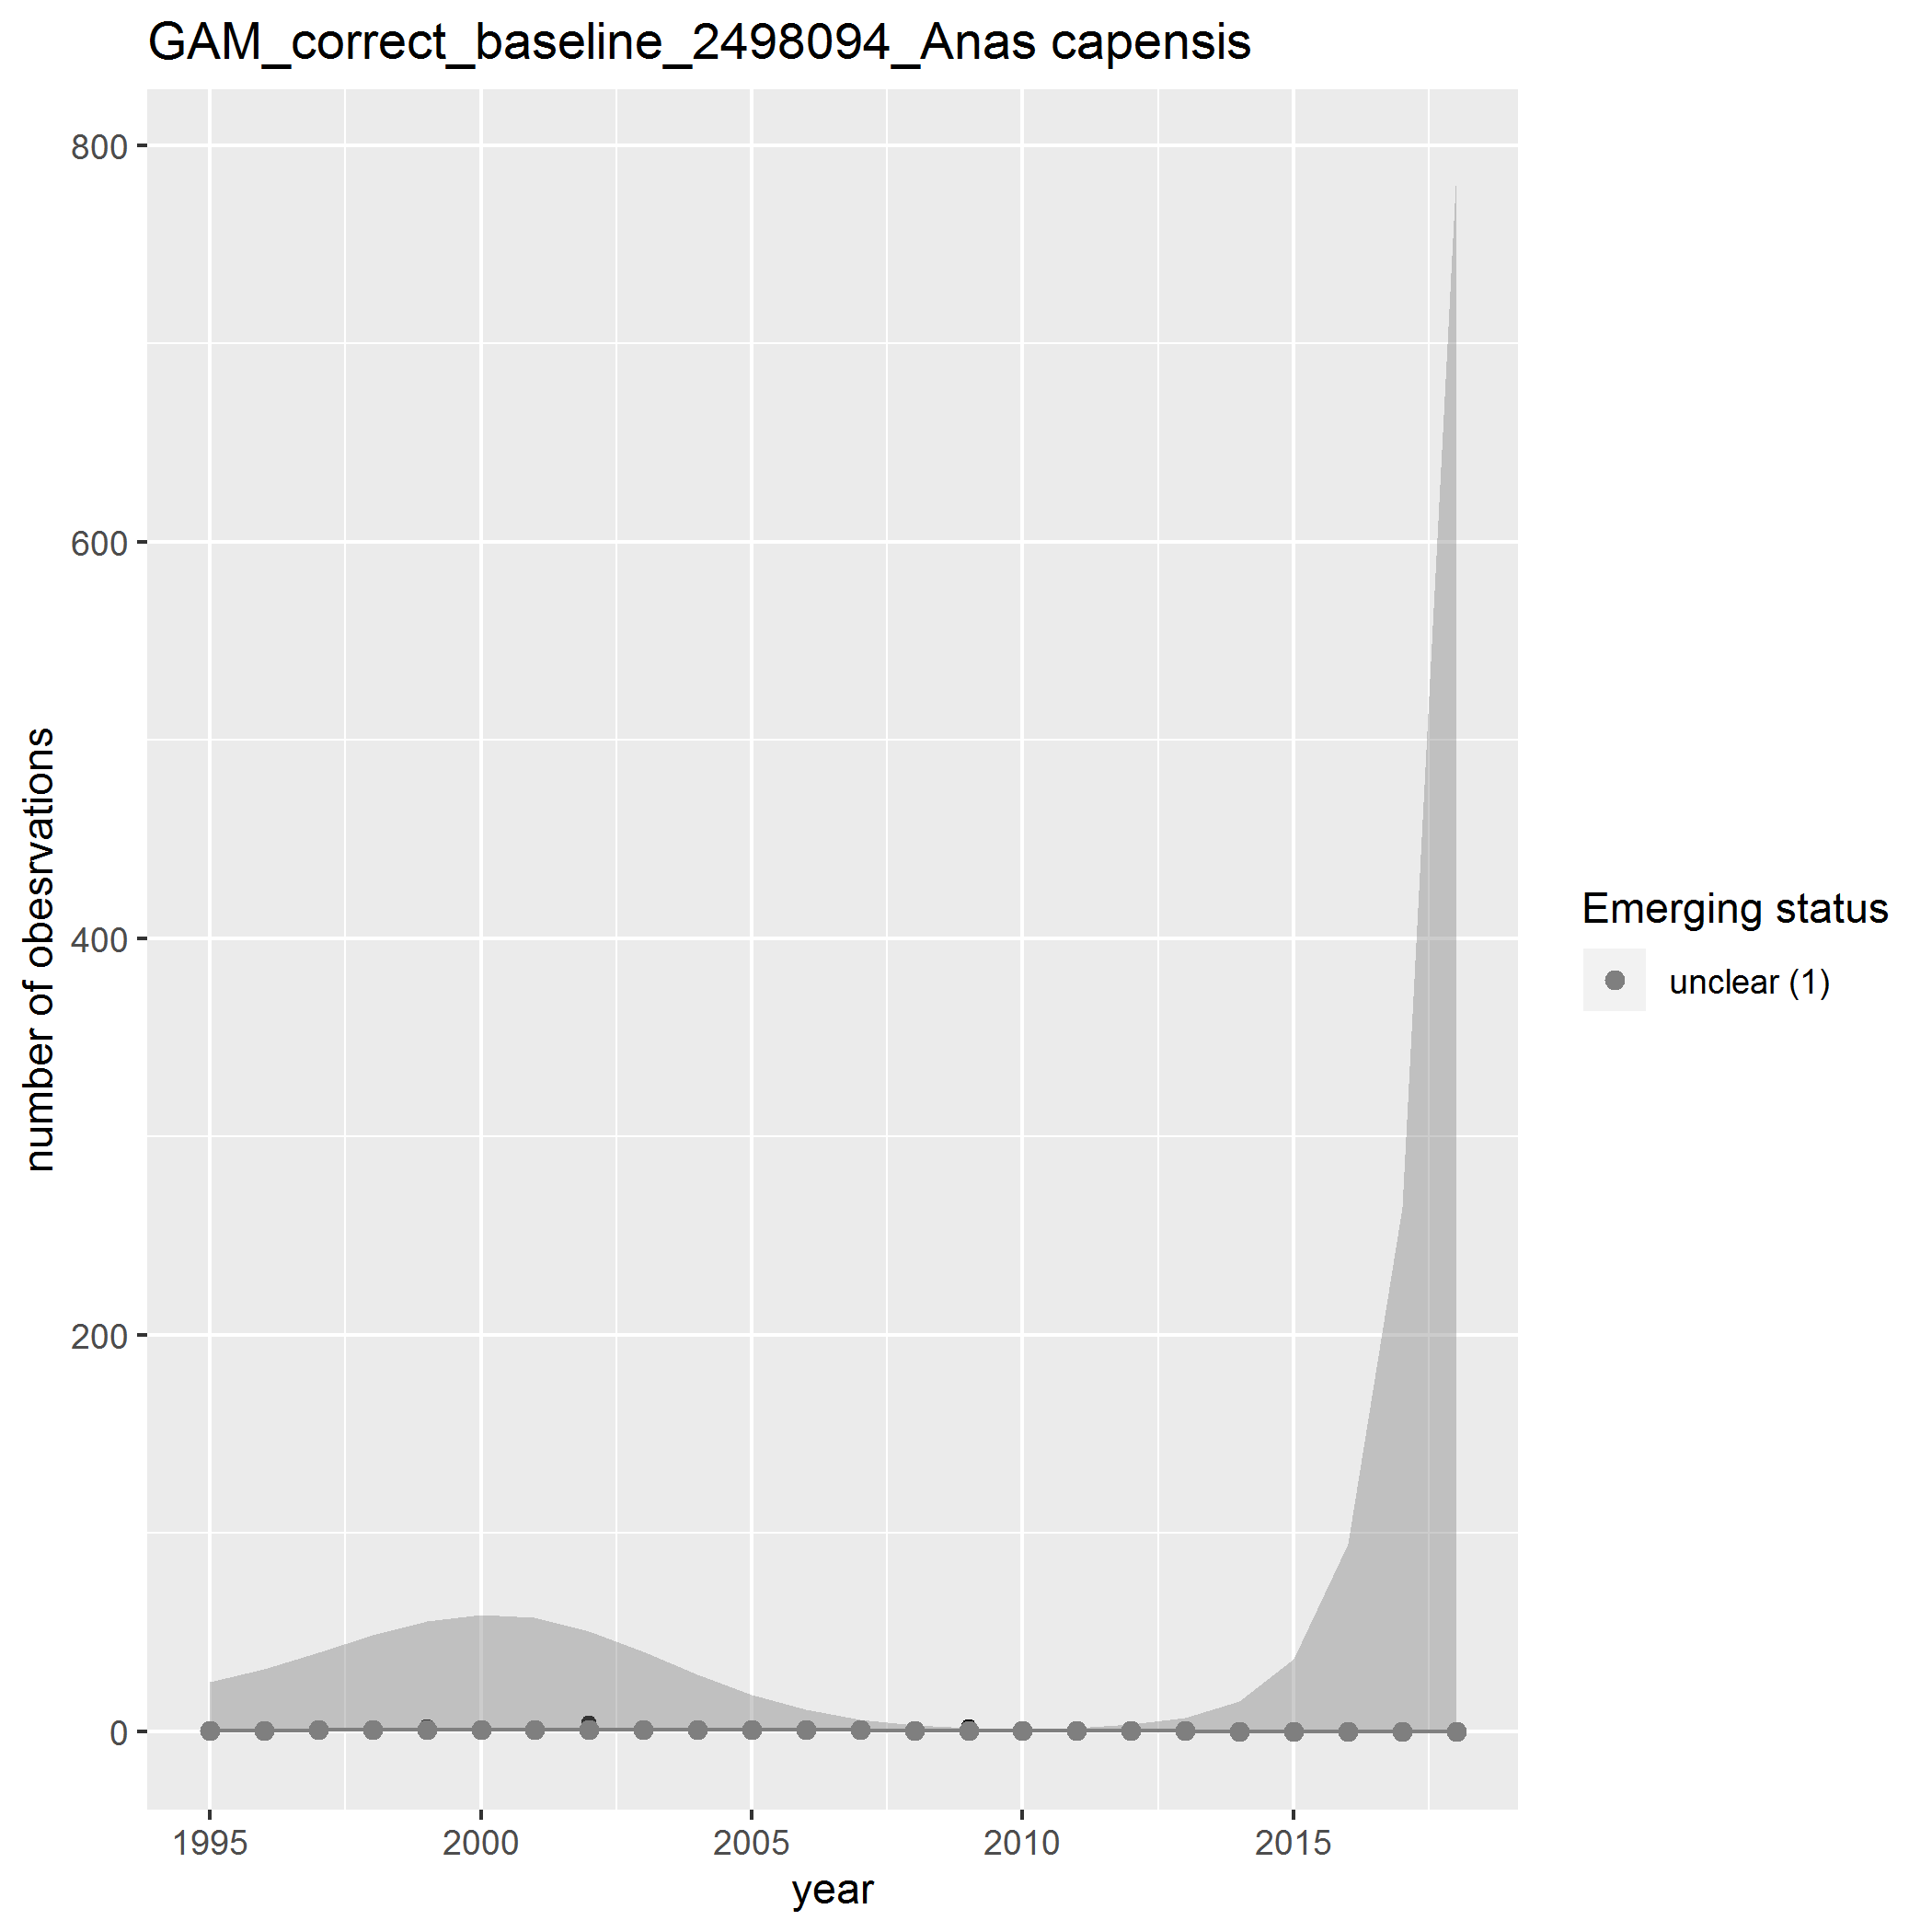 GAM_correct_baseline_2498094_Anas capensis
800
600
400
200
0
number of obesrvations
1995
2000
2005
2010
2015
year
Emerging status
unclear (1)